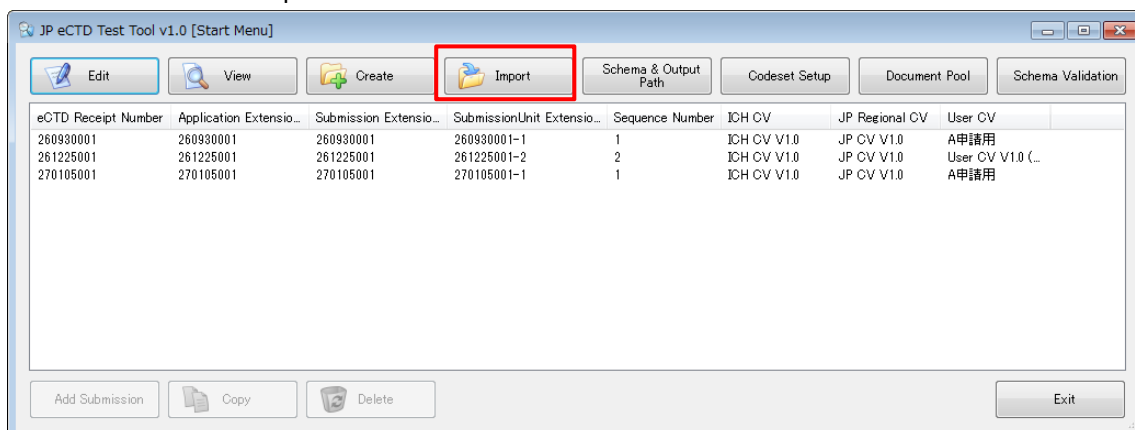 JP eCTD Test Tool v1.0 [Start Menu]
Edit
View
Create
Import
Schema & Output
Path
Codeset Setup
Document Pool
Schema Validation
eCTD Receipt Number Application Extensio... Submission Extensio... SubmissionUnit Extensio... Sequence Number ICH CV JP Regional CV User CV
260930001 260930001 260930001 260930001-1 1 ICH CV V1.0 JP CV V1.0 A申請用
261225001 261225001 261225001 261225001-2 2 ICH CV V1.0 JP CV V1.0 User CV V1.0 (...
270105001 270105001 270105001 270105001-1 1 ICH CV V1.0 JP CV V1.0 A申請用
Add Submission
Copy
Delete
Exit